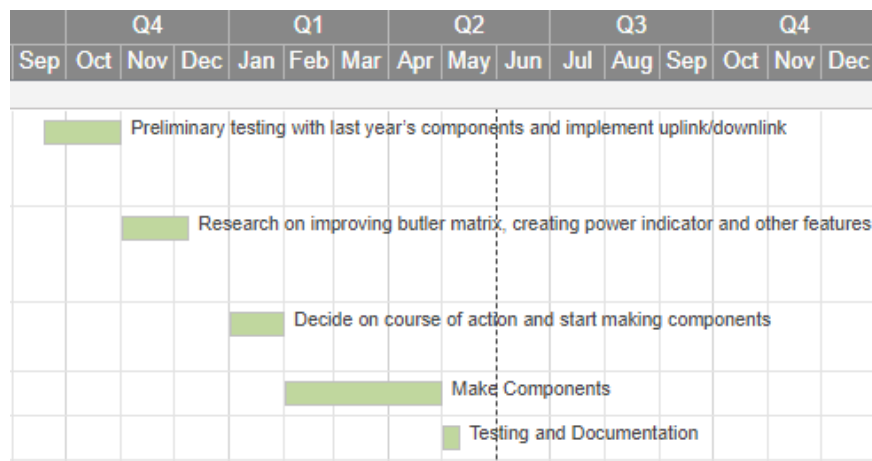 Q4 Q1 Q2 Q3 Q4
Sep Oct Nov Dec Jan Feb Mar Apr May Jun Jul Aug Sep Oct Nov Dec
Preliminary testing with last year's components and implement uplink/downlink
Research on improving butler matrix, creating power indicator and other features
Decide on course of action and start making components
Make Components
Testing and Documentation